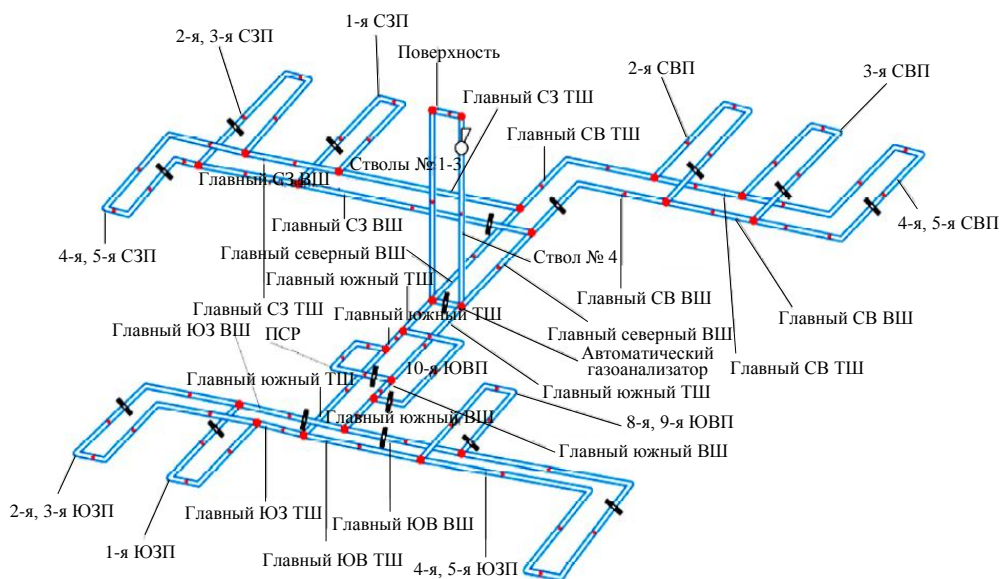 1-я СЗП
2-я, 3-я СЗП
Поверхность
2-я СВП
3-я СВП
Главный СЗ ТШ
Главный СВ ТШ
Стволы № 1-3
Главный СЗ ВШ
Главный СЗ ВШ
4-я, 5-я СВП
4-я, 5-я СЗП
Главный северный ВШ
Ствол № 4
Главный южный ТШ
Главный СВ ВШ
Главный СЗ ТШ
Главный СВ ВШ
Главный ЮЗ ВШ
Главный южный ТШ
Главный северный ВШ
ПСР
Автоматический
газоанализатор
Главный СВ ТШ
10-я ЮВП
Главный южный ТШ
Главный южный ТШ
Главный южный ВШ
8-я, 9-я ЮВП
Главный южный ВШ
2-я, 3-я ЮЗП
Главный ЮЗ ТШ
Главный ЮВ ВШ
1-я ЮЗП
Главный ЮВ ТШ
4-я, 5-я ЮЗП